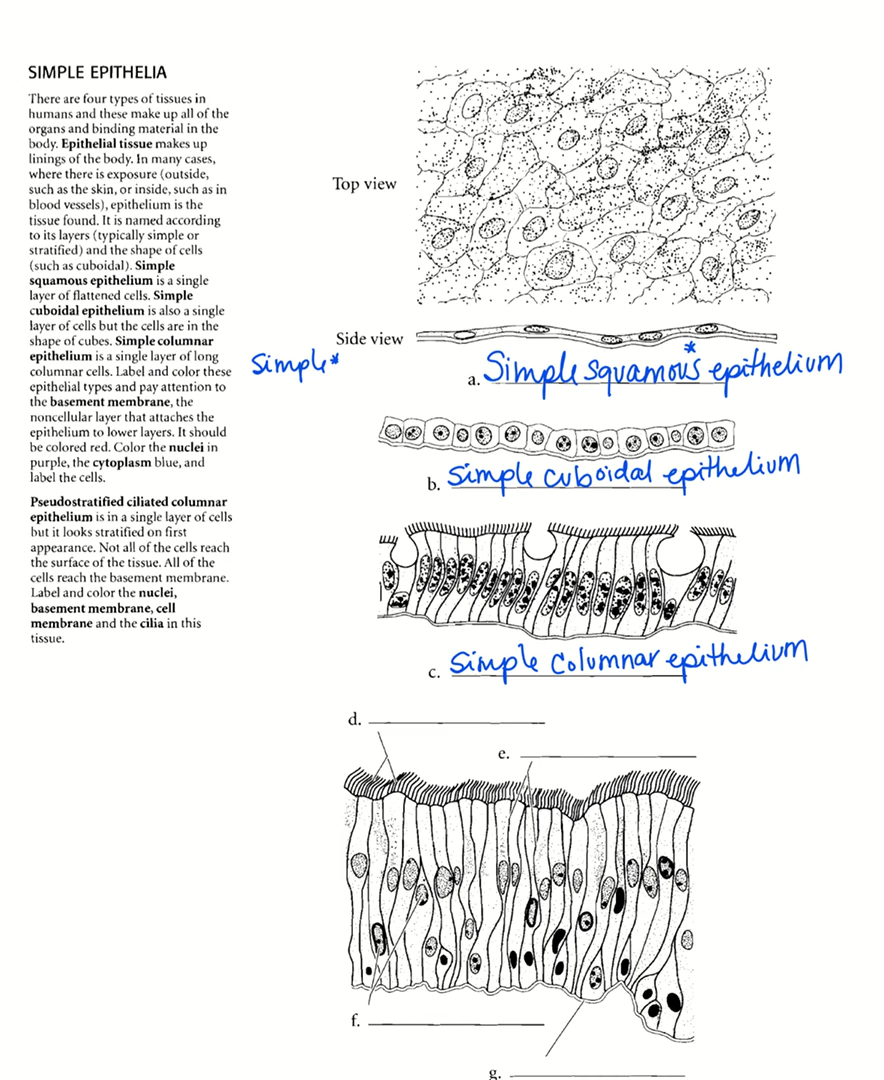 SIMPLE EPITHELIA
There are four types of tissues in
humans and these make up all of the
organs and binding material in the
body. Epithelial tissue makes up
linings of the body. In many cases,
where there is exposure (outside,
such as the skin, or inside, such as in
blood vessels), epithelium is the
tissue found. It is named according
to its layers (typically simple or
stratified) and the shape of cells
(such as cuboidal). Simple
squamous epithelium is a single
layer of flattened cells. Simple
cuboidal epithelium is also a single
layer of cells but the cells are in the
shape of cubes. Simple columnar
epithelium is a single layer of long
columnar cells. Label and color these
epithelial types and pay attention to
the basement membrane, the
noncellular layer that attaches the
epithelium to lower layers. It should
be colored red. Color the nuclei in
purple, the cytoplasm blue, and
label the cells.
Pseudostratified ciliated columnar
epithelium is in a single layer of cells
but it looks stratified on first
appearance. Not all of the cells reach
the surface of the tissue. All of the
cells reach the basement membrane.
Label and color the nuclei,
basement membrane, cell
membrane and the cilia in this
tissue.
Top view
Side view
Simple*
a. Simple squamous* epithelium
b. Simple cuboidal epithelium
c. Simple columnar epithelium
d.
e.
f.
g.